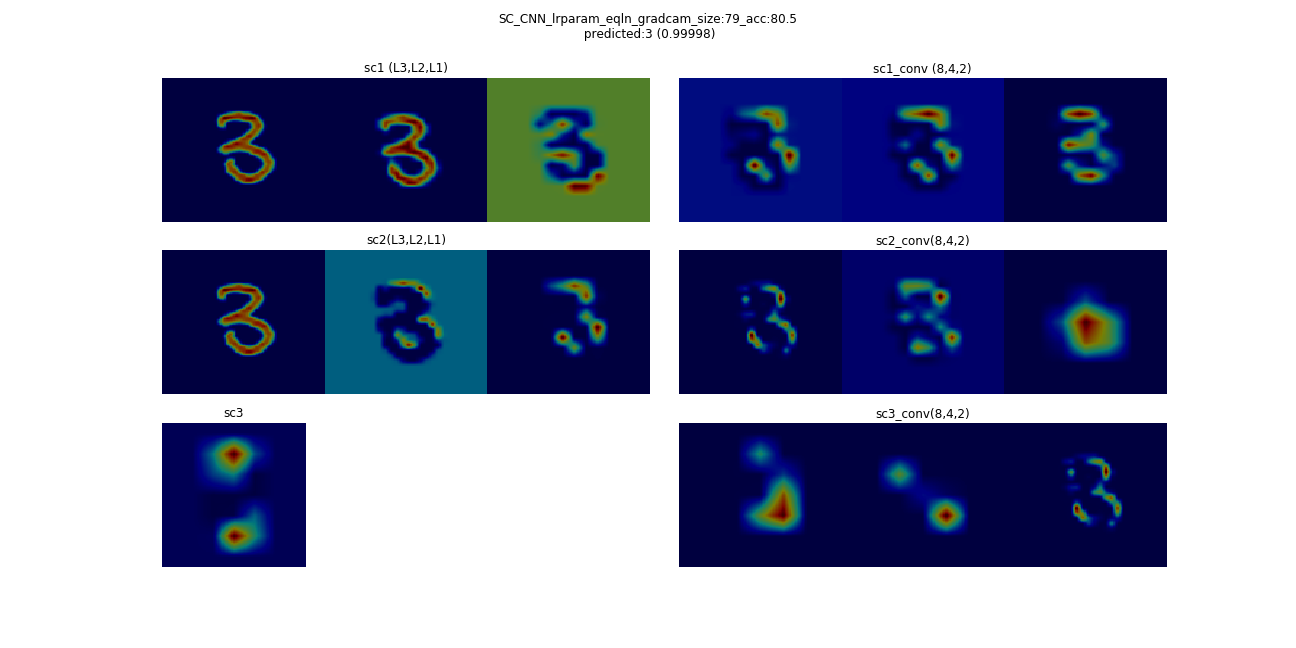 SC_CNN_lrparam_eqln_gradcam_size:79_acc:80.5
predicted:3 (0.99998)
sc1 (L3,L2,L1)
sc1_conv (8,4,2)
sc2(L3,L2,L1)
sc2_conv(8,4,2)
sc3
sc3_conv(8,4,2)